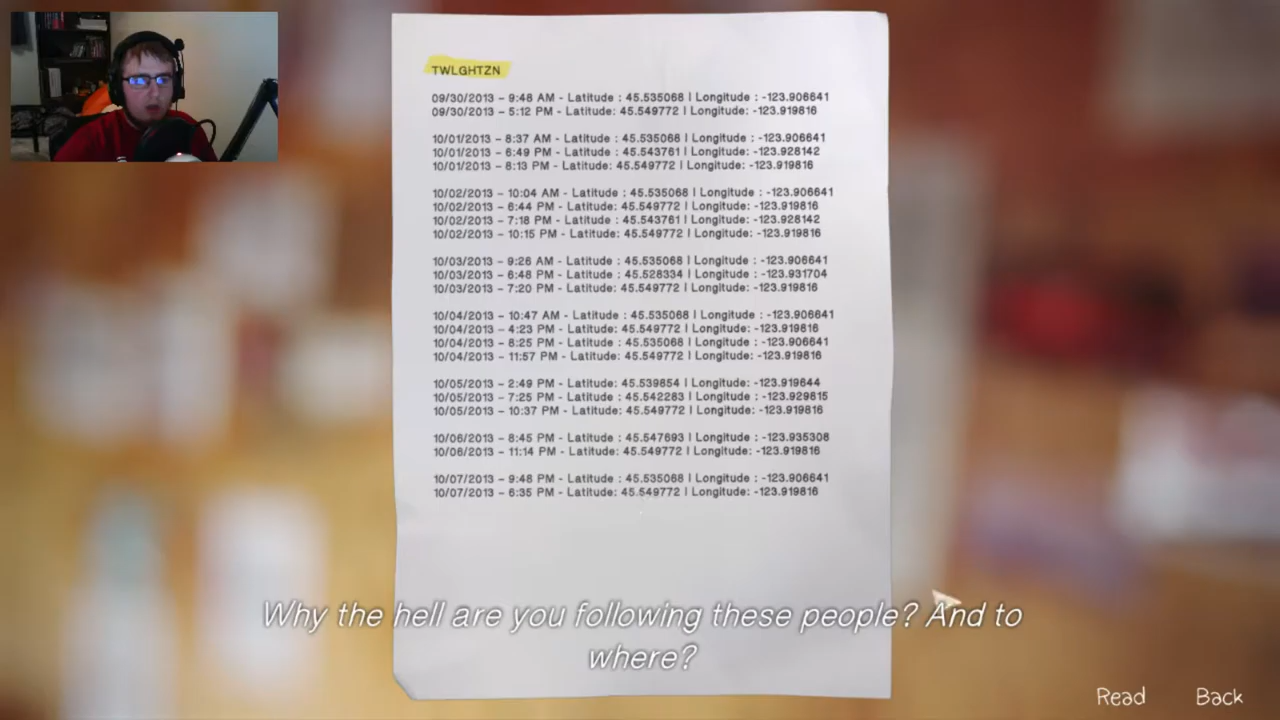 TWLGHTZN
09/30/2013 - 9:48 AM - Latitude : 45.535068 | Longitude : -123.906641
09/30/2013 - 5:12 PM - Latitude: 45.549772 | Longitude: -123.919816
10/01/2013 - 8:37 AM - Latitude : 45.535068 | Longitude : -123.906641
10/01/2013 - 6:49 PM - Latitude : 45.543761 | Longitude : -123.928142
10/01/2013 - 8:13 PM - Latitude: 45.549772 | Longitude: -123.919816
10/02/2013 - 10:04 AM - Latitude : 45.535068 | Longitude : -123.906641
10/02/2013 - 6:44 PM - Latitude: 45.549772 | Longitude: -123.919816
10/02/2013 - 7:18 PM - Latitude : 45.543761 | Longitude : -123.928142
10/02/2013 - 10:15 PM - Latitude: 45.549772 | Longitude: -123.919816
10/03/2013 - 9:26 AM - Latitude : 45.535068 | Longitude : -123.906641
10/03/2013 - 6:48 PM - Latitude : 45.528334 | Longitude : -123.931704
10/03/2013 - 7:20 PM - Latitude: 45.549772 | Longitude: -123.919816
10/04/2013 - 10:47 AM - Latitude : 45.535068 | Longitude : -123.906641
10/04/2013 - 4:23 PM - Latitude: 45.549772 | Longitude: -123.919816
10/04/2013 - 8:25 PM - Latitude : 45.535068 | Longitude : -123.906641
10/04/2013 - 11:57 PM - Latitude: 45.549772 | Longitude: -123.919816
10/05/2013 - 2:49 PM - Latitude: 45.539854 | Longitude: -123.919644
10/05/2013 - 7:25 PM - Latitude : 45.542283 | Longitude : -123.929815
10/05/2013 - 10:37 PM - Latitude: 45.549772 | Longitude: -123.919816
10/06/2013 - 8:45 PM - Latitude : 45.547693 | Longitude : -123.935308
10/06/2013 - 11:14 PM - Latitude: 45.549772 | Longitude: -123.919816
10/07/2013 - 9:48 PM - Latitude : 45.535068 | Longitude : -123.906641
10/07/2013 - 6:35 PM - Latitude: 45.549772 | Longitude: -123.919816
Why the hell are you following these people? And to
where?
Read Back